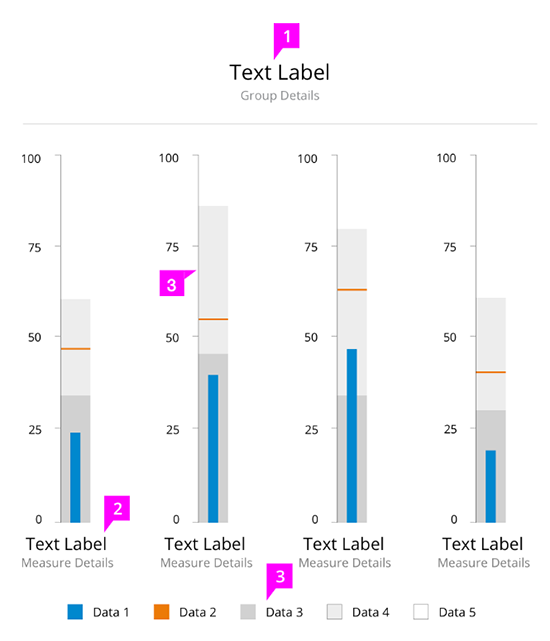 1
Text Label
Group Details
100 100 100 100
75 75 75 75
3
50 50 50 50
25 25 25 25
2
0 0 0 0
Text Label Text Label Text Label Text Label
Measure Details Measure Details Measure Details Measure Details
3
Data 1 Data 2 Data 3 Data 4 Data 5